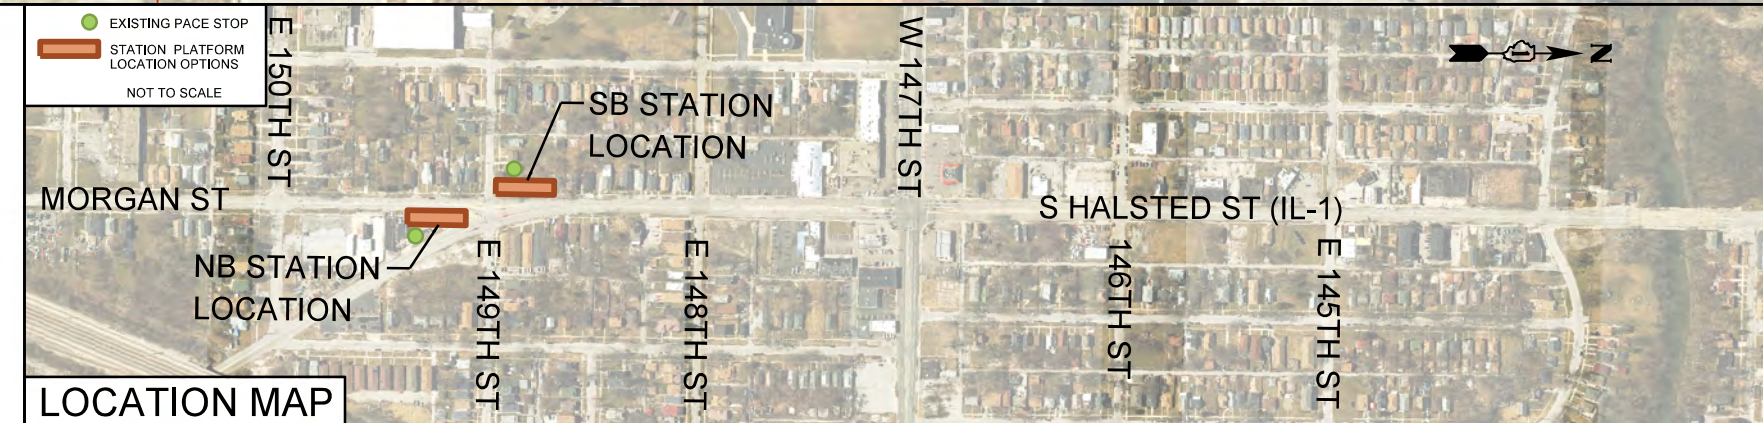 EXISTING PACE STOP
STATION PLATFORM
LOCATION OPTIONS
NOT TO SCALE
E 150TH ST
W 147TH ST
N
SB STATION
LOCATION
MORGAN ST
S HALSTED ST (IL-1)
NB STATION
LOCATION
E 149TH ST
E 148TH ST
146TH ST
E 145TH ST
LOCATION MAP